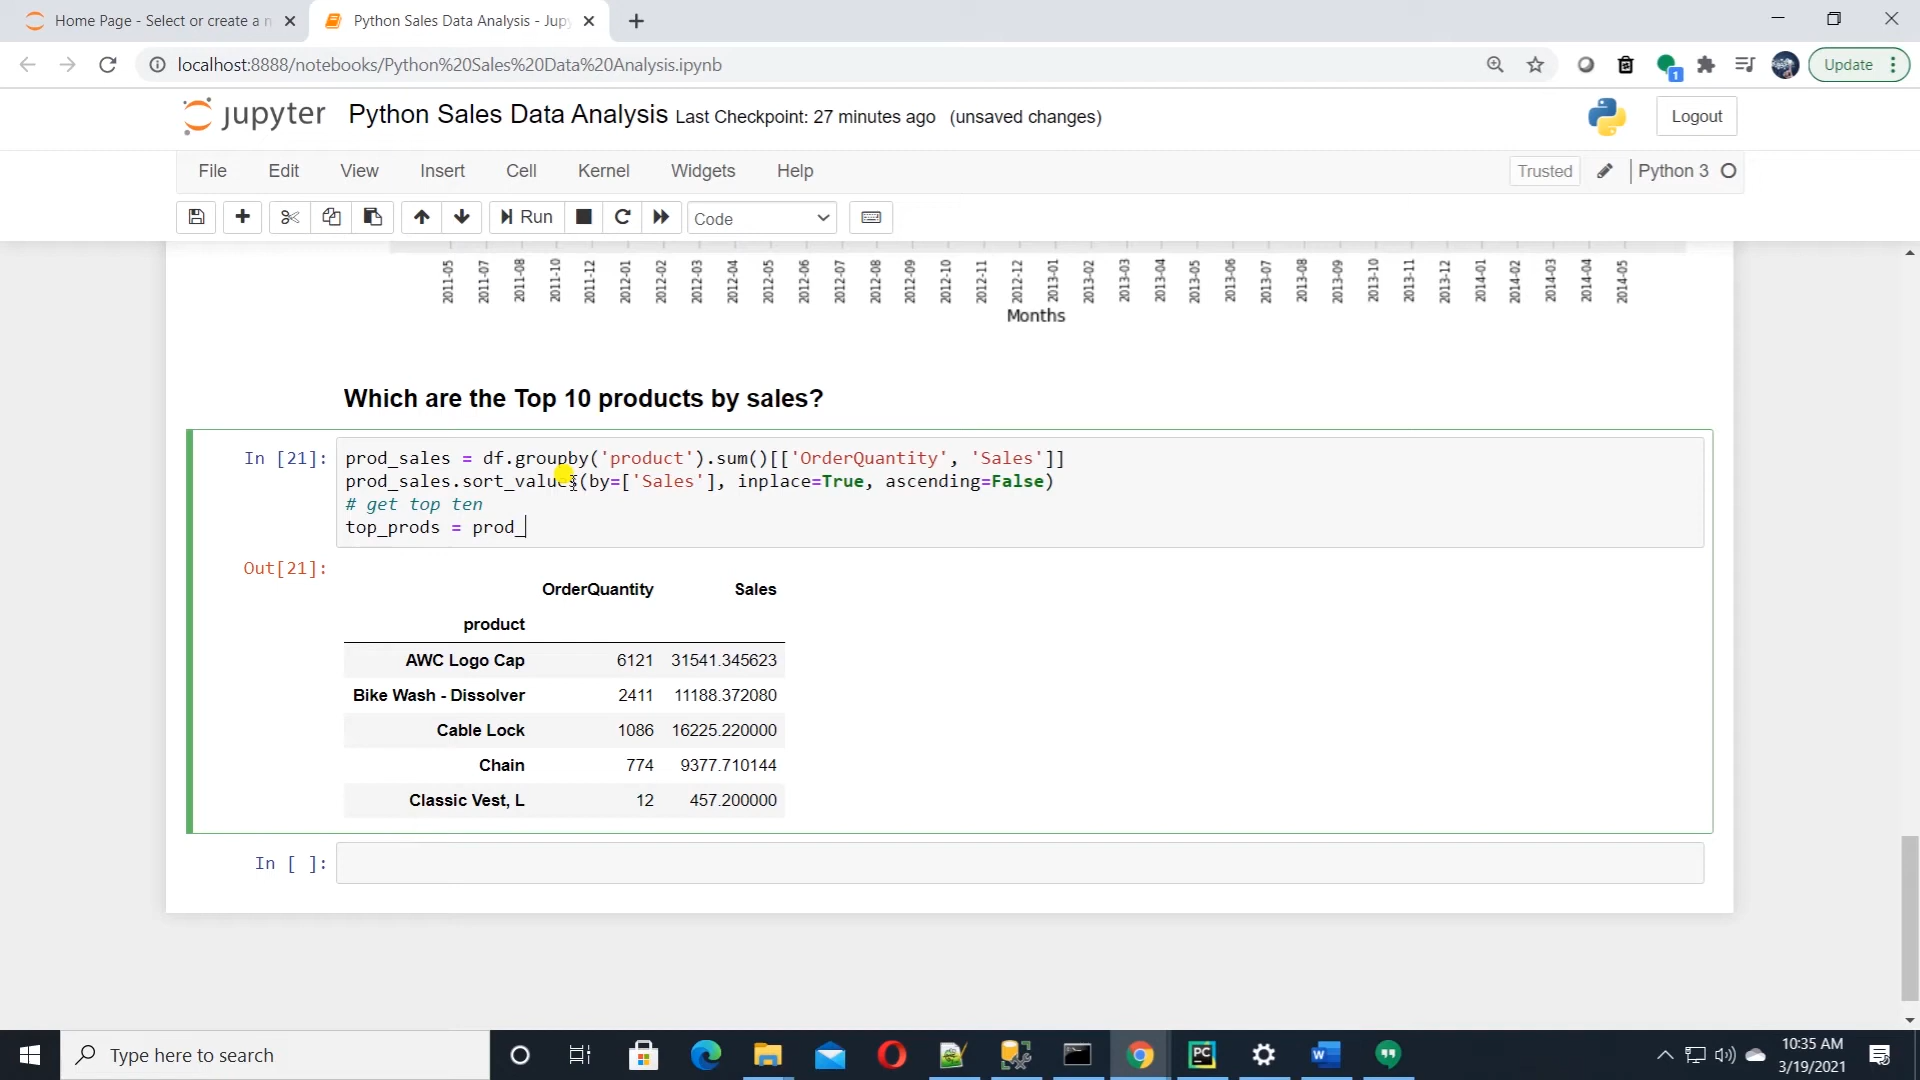 Home Page - Select or create a n
Python Sales Data Analysis - Jup
localhost:8888/notebooks/Python%20Sales%20Data%20Analysis.ipynb
1
Update
jupyter Python Sales Data Analysis Last Checkpoint: 27 minutes ago (unsaved changes)
Logout
File Edit View Insert Cell Kernel Widgets Help
Trusted Python 3
Run Code
2011-05 2011-07 2011-08 2011-10 2011-12 2012-01 2012-02 2012-03 2012-04 2012-05 2012-06 2012-07 2012-08 2012-09 2012-10 2012-11 2012-12 2013-01 2013-02 2013-03 2013-04 2013-05 2013-06 2013-07 2013-08 2013-09 2013-10 2013-11 2013-12 2014-01 2014-02 2014-03 2014-04 2014-05
Months
Which are the Top 10 products by sales?
In [21]: prod_sales = df.groupby('product').sum()[['OrderQuantity', 'Sales']]
prod_sales.sort_values(by=['Sales'], inplace=True, ascending=False)
# get top ten
top_prods = prod_
Out[21]:
OrderQuantity Sales
product
AWC Logo Cap 6121 31541.345623
Bike Wash - Dissolver 2411 11188.372080
Cable Lock 1086 16225.220000
Chain 774 9377.710144
Classic Vest, L 12 457.200000
In [ ]:
Type here to search
PC
W
10:35 AM
3/19/2021